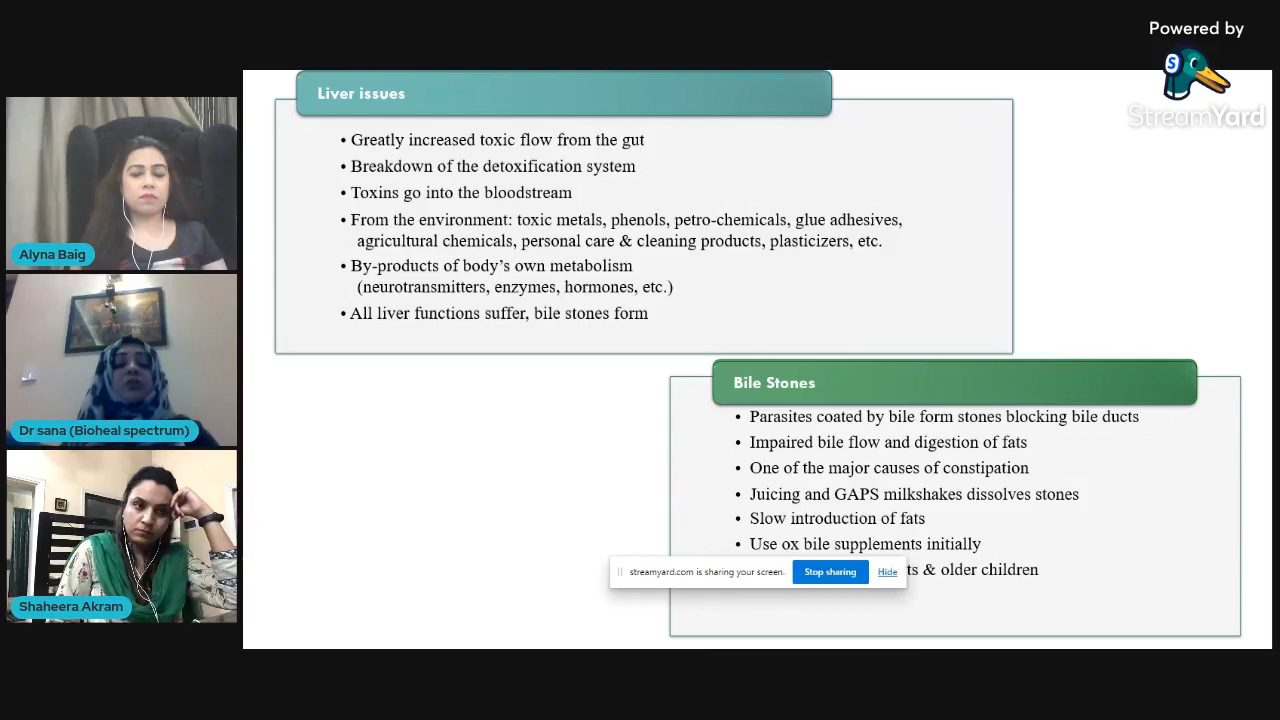 Powered by
StreamYard
Liver issues
• Greatly increased toxic flow from the gut
• Breakdown of the detoxification system
• Toxins go into the bloodstream
• From the environment: toxic metals, phenols, petro-chemicals, glue adhesives,
agricultural chemicals, personal care & cleaning products, plasticizers, etc.
• By-products of body's own metabolism
(neurotransmitters, enzymes, hormones, etc.)
• All liver functions suffer, bile stones form
Bile Stones
• Parasites coated by bile form stones blocking bile ducts
• Impaired bile flow and digestion of fats
• One of the major causes of constipation
• Juicing and GAPS milkshakes dissolves stones
• Slow introduction of fats
• Use ox bile supplements initially
& older children
streamyard.com is sharing your screen.
Stop sharing
Hide
Alyna Baig
Dr sana (Bioheal spectrum)
Shaheera Akram